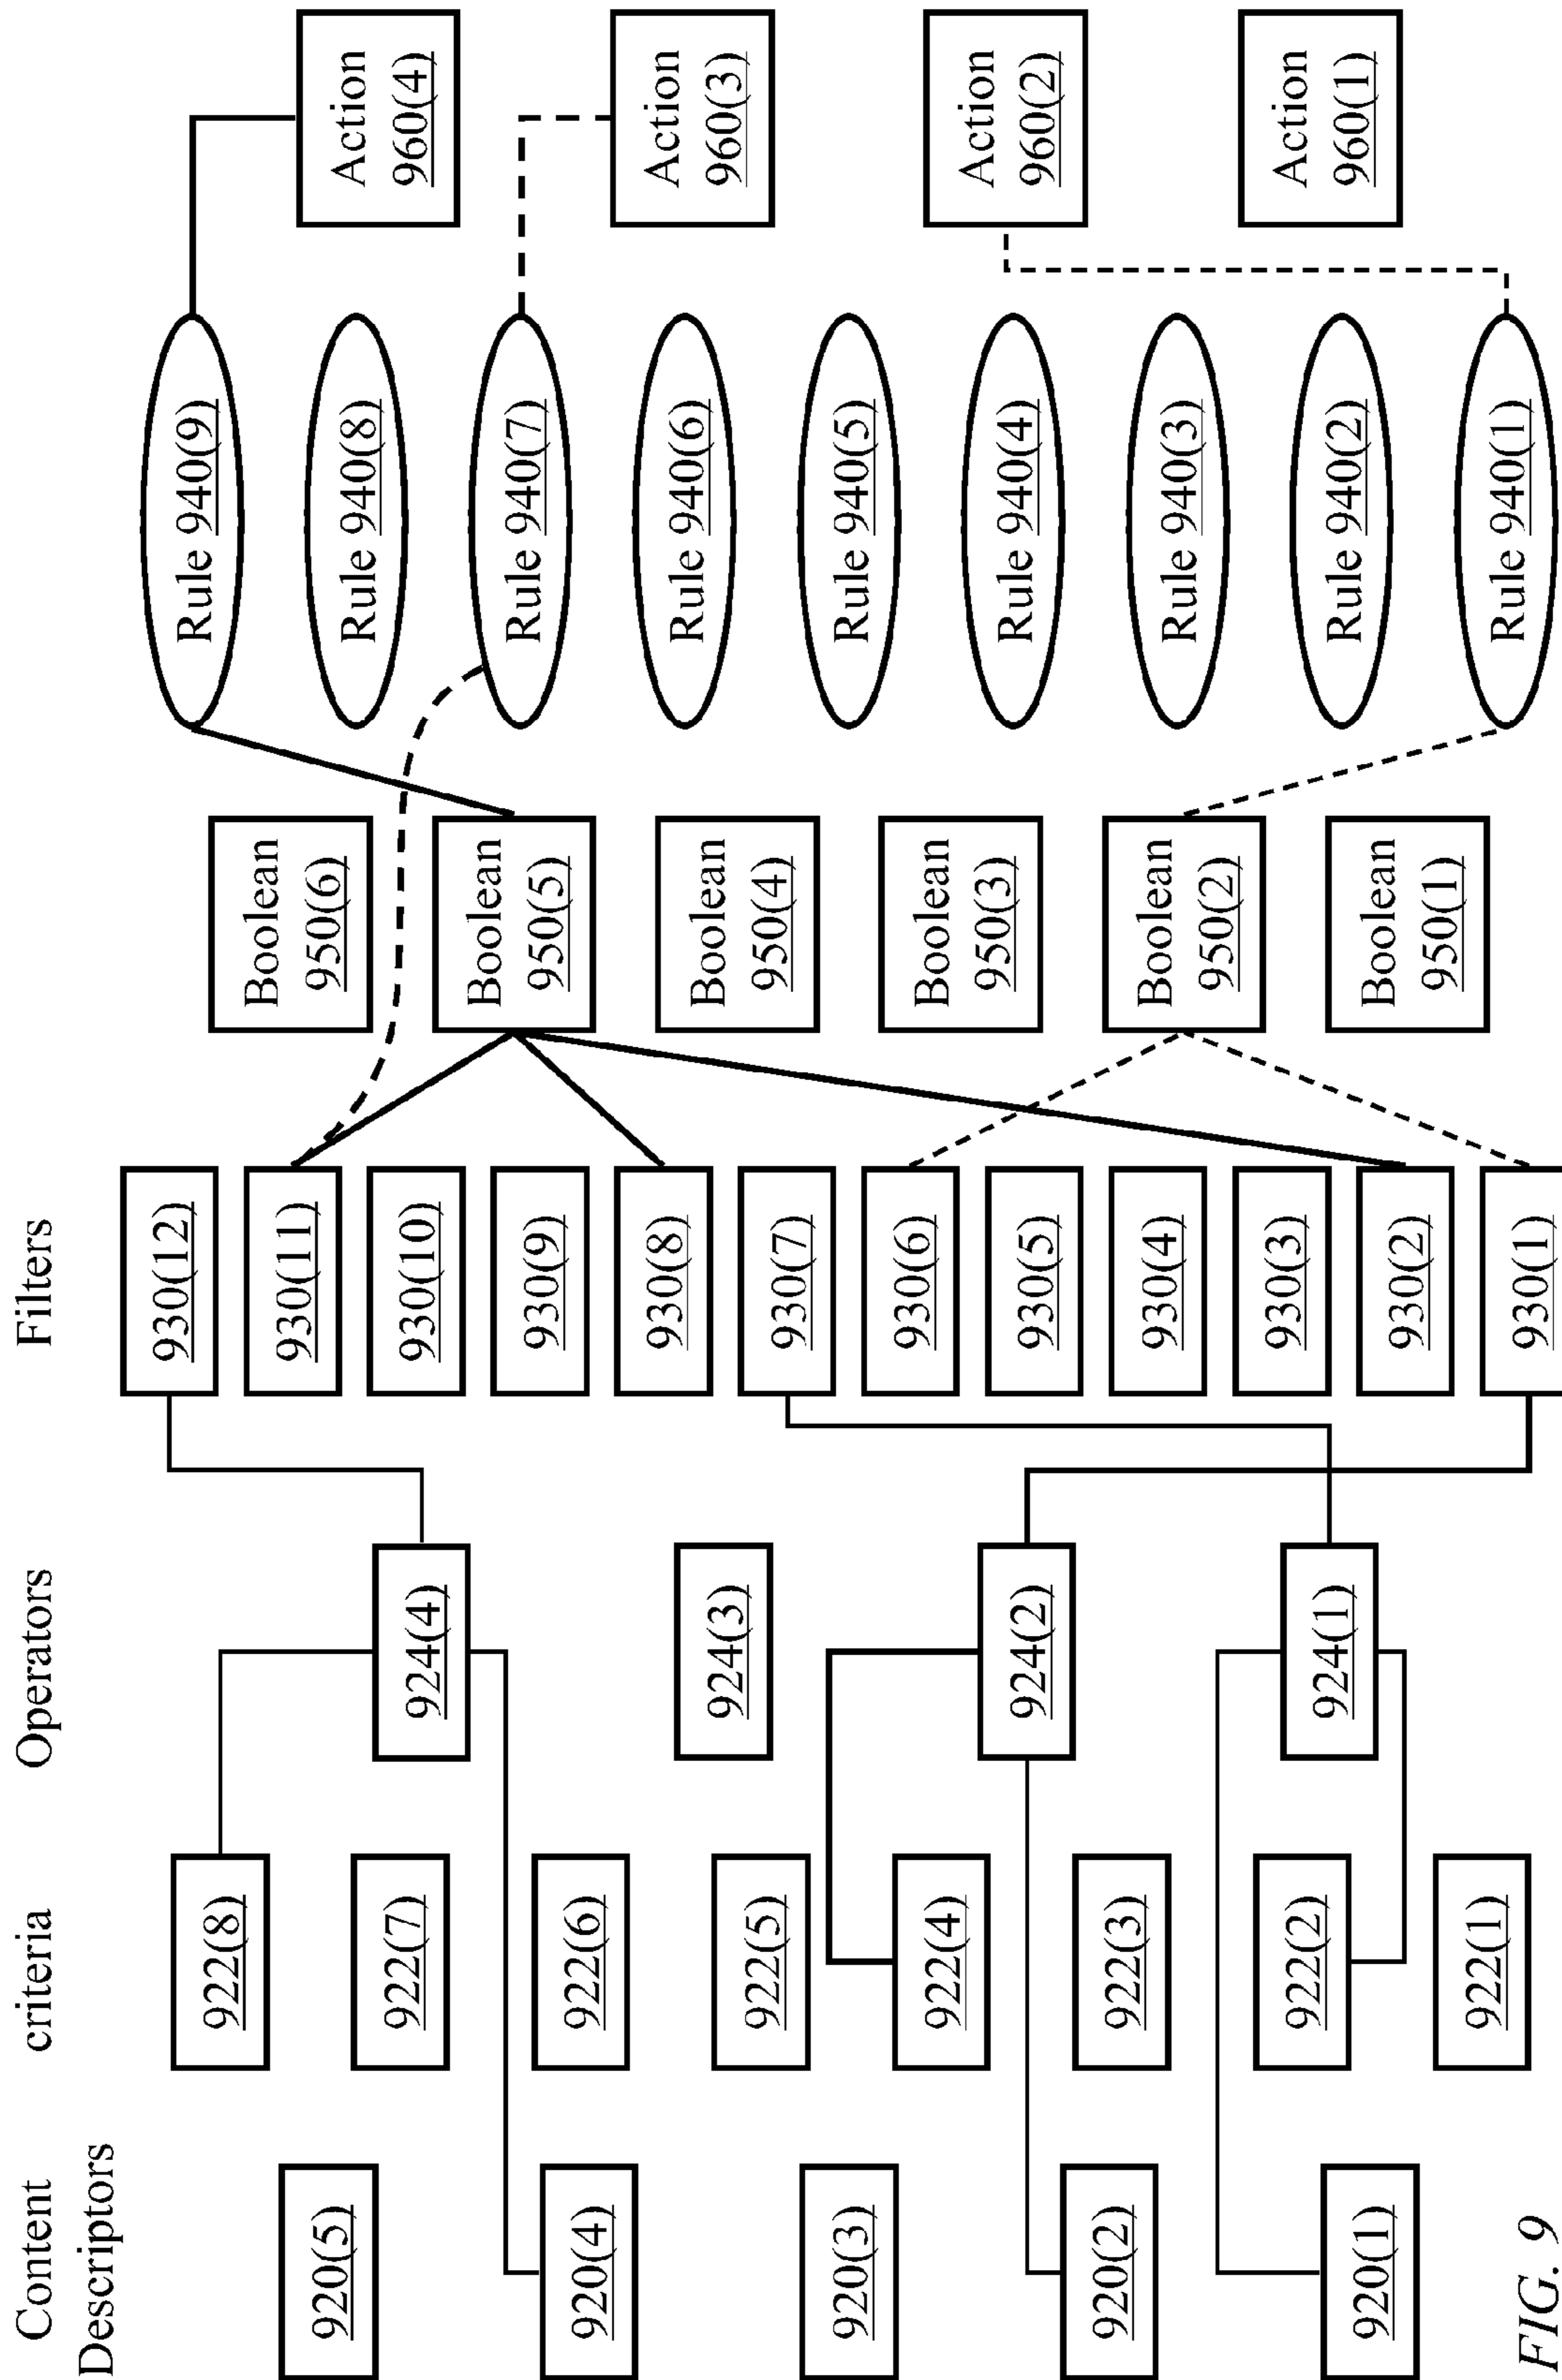 Content
Descriptors
criteria
Operators
Filters
920(5)
920(4)
920(3)
920(2)
920(1)
922(8)
922(7)
922(6)
922(5)
922(4)
922(3)
922(2)
922(1)
924(4)
924(3)
924(2)
924(1)
930(12)
930(11)
930(10)
930(9)
930(8)
930(7)
930(6)
930(5)
930(4)
930(3)
930(2)
930(1)
Boolean
950(6)
Boolean
950(5)
Boolean
950(4)
Boolean
950(3)
Boolean
950(2)
Boolean
950(1)
Rule 940(9)
Rule 940(8)
Rule 940(7)
Rule 940(6)
Rule 940(5)
Rule 940(4)
Rule 940(3)
Rule 940(2)
Rule 940(1)
Action
960(4)
Action
960(3)
Action
960(2)
Action
960(1)
FIG. 9